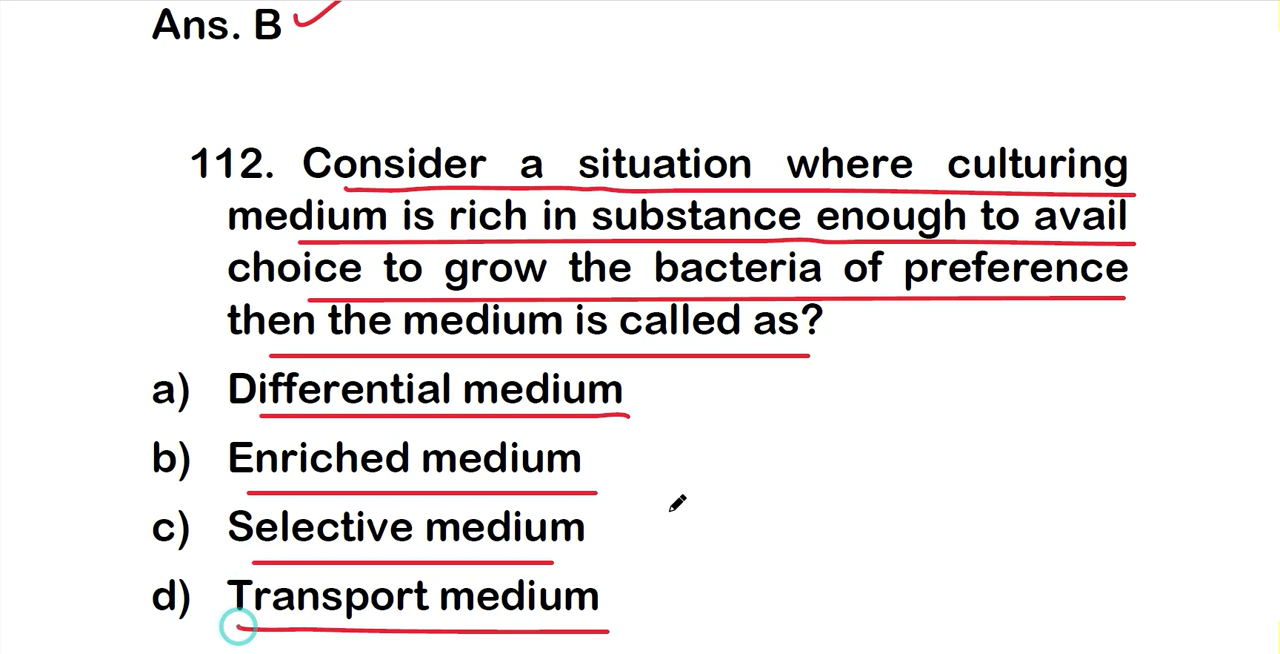 Ans. B
112. Consider a situation where culturing
medium is rich in substance enough to avail
choice to grow the bacteria of preference
then the medium is called as?
a) Differential medium
b) Enriched medium
c) Selective medium
d) Transport medium